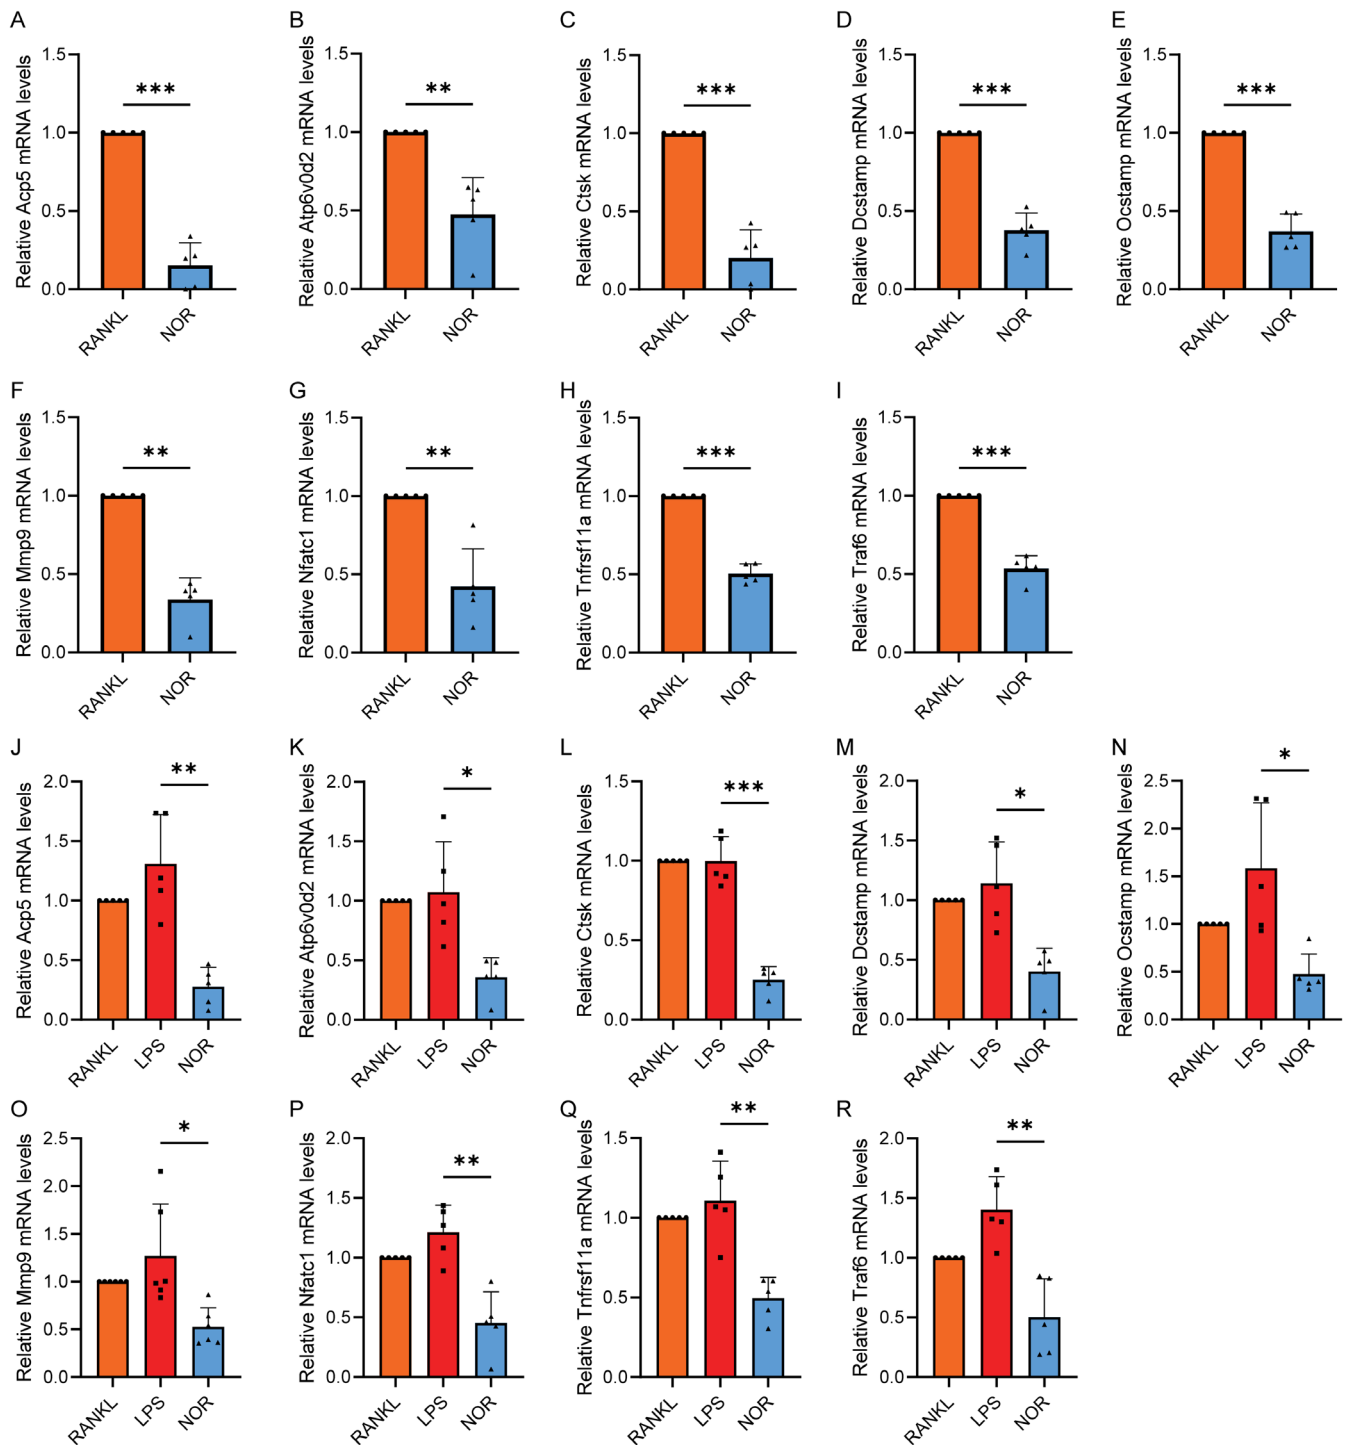 A
Relative Acp5 mRNA levels
1.5
1.0
0.5
0.0
***
RANKL
NOR
B
Relative Atp6v0d2 mRNA levels
1.5
1.0
0.5
0.0
**
RANKL
NOR
C
Relative Ctsk mRNA levels
1.5
1.0
0.5
0.0
***
RANKL
NOR
D
Relative Dcstamp mRNA levels
1.5
1.0
0.5
0.0
***
RANKL
NOR
E
Relative Ocstamp mRNA levels
1.5
1.0
0.5
0.0
***
RANKL
NOR
F
Relative Mmp9 mRNA levels
1.5
1.0
0.5
0.0
**
RANKL
NOR
G
Relative Nfatc1 mRNA levels
1.5
1.0
0.5
0.0
**
RANKL
NOR
H
Relative Tnfrsf11a mRNA levels
1.5
1.0
0.5
0.0
***
RANKL
NOR
I
Relative Traf6 mRNA levels
1.5
1.0
0.5
0.0
***
RANKL
NOR
J
Relative Acp5 mRNA levels
2.0
1.5
1.0
0.5
0.0
**
RANKL
LPS
NOR
K
Relative Atp6v0d2 mRNA levels
2.0
1.5
1.0
0.5
0.0
*
RANKL
LPS
NOR
L
Relative Ctsk mRNA levels
1.5
1.0
0.5
0.0
***
RANKL
LPS
NOR
M
Relative Dcstamp mRNA levels
2.0
1.5
1.0
0.5
0.0
*
RANKL
LPS
NOR
N
Relative Ocstamp mRNA levels
2.5
2.0
1.5
1.0
0.5
0.0
*
RANKL
LPS
NOR
O
Relative Mmp9 mRNA levels
2.5
2.0
1.5
1.0
0.5
0.0
*
RANKL
LPS
NOR
P
Relative Nfatc1 mRNA levels
2.0
1.5
1.0
0.5
0.0
**
RANKL
LPS
NOR
Q
Relative Tnfrsf11a mRNA levels
1.5
1.0
0.5
0.0
**
RANKL
LPS
NOR
R
Relative Traf6 mRNA levels
2.0
1.5
1.0
0.5
0.0
**
RANKL
LPS
NOR